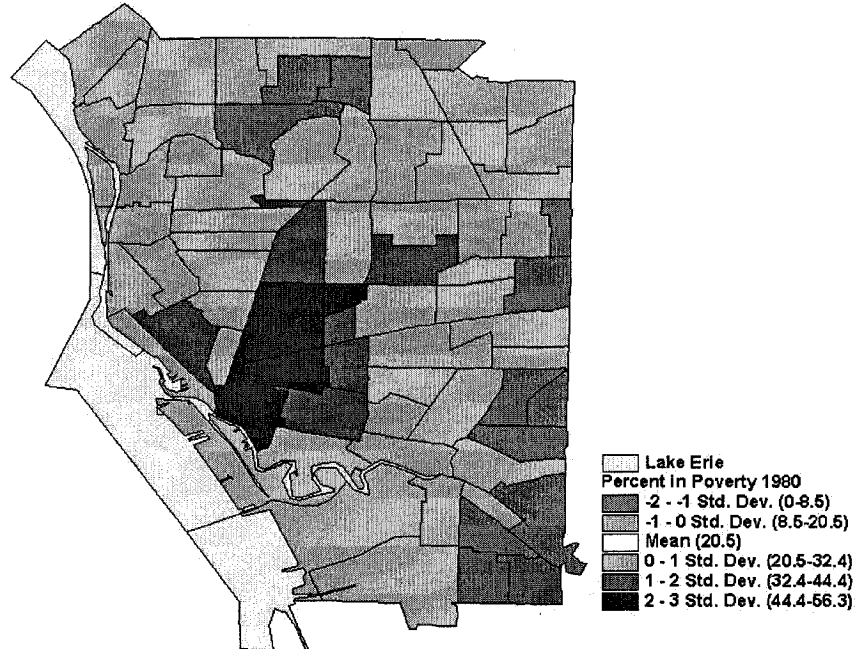 Lake Erie
Percent in Poverty 1980
-2 - -1 Std. Dev. (0-8.5)
-1 - 0 Std. Dev. (8.5-20.5)
Mean (20.5)
0 - 1 Std. Dev. (20.5-32.4)
1 - 2 Std. Dev. (32.4-44.4)
2 - 3 Std. Dev. (44.4-56.3)